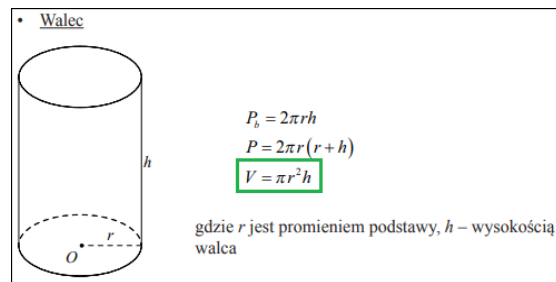 • Walec
h
r
O
P_b = 2πrh
P = 2πr(r + h)
V = πr²h
gdzie r jest promieniem podstawy, h – wysokością
walca